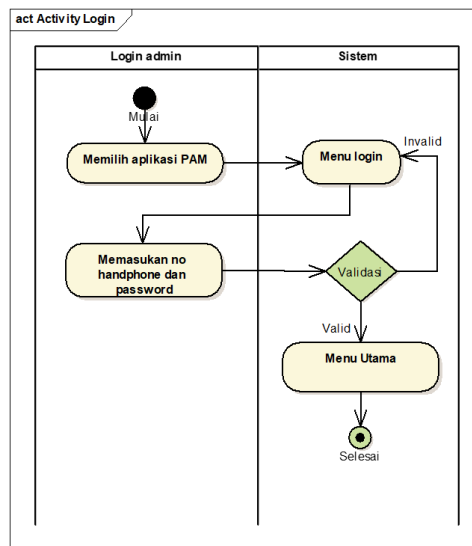 act Activity Login
Login admin
Sistem
Mulai
Memilih aplikasi PAM
Menu login
Invalid
Memasukan no
handphone dan
password
Validasi
Valid
Menu Utama
Selesai